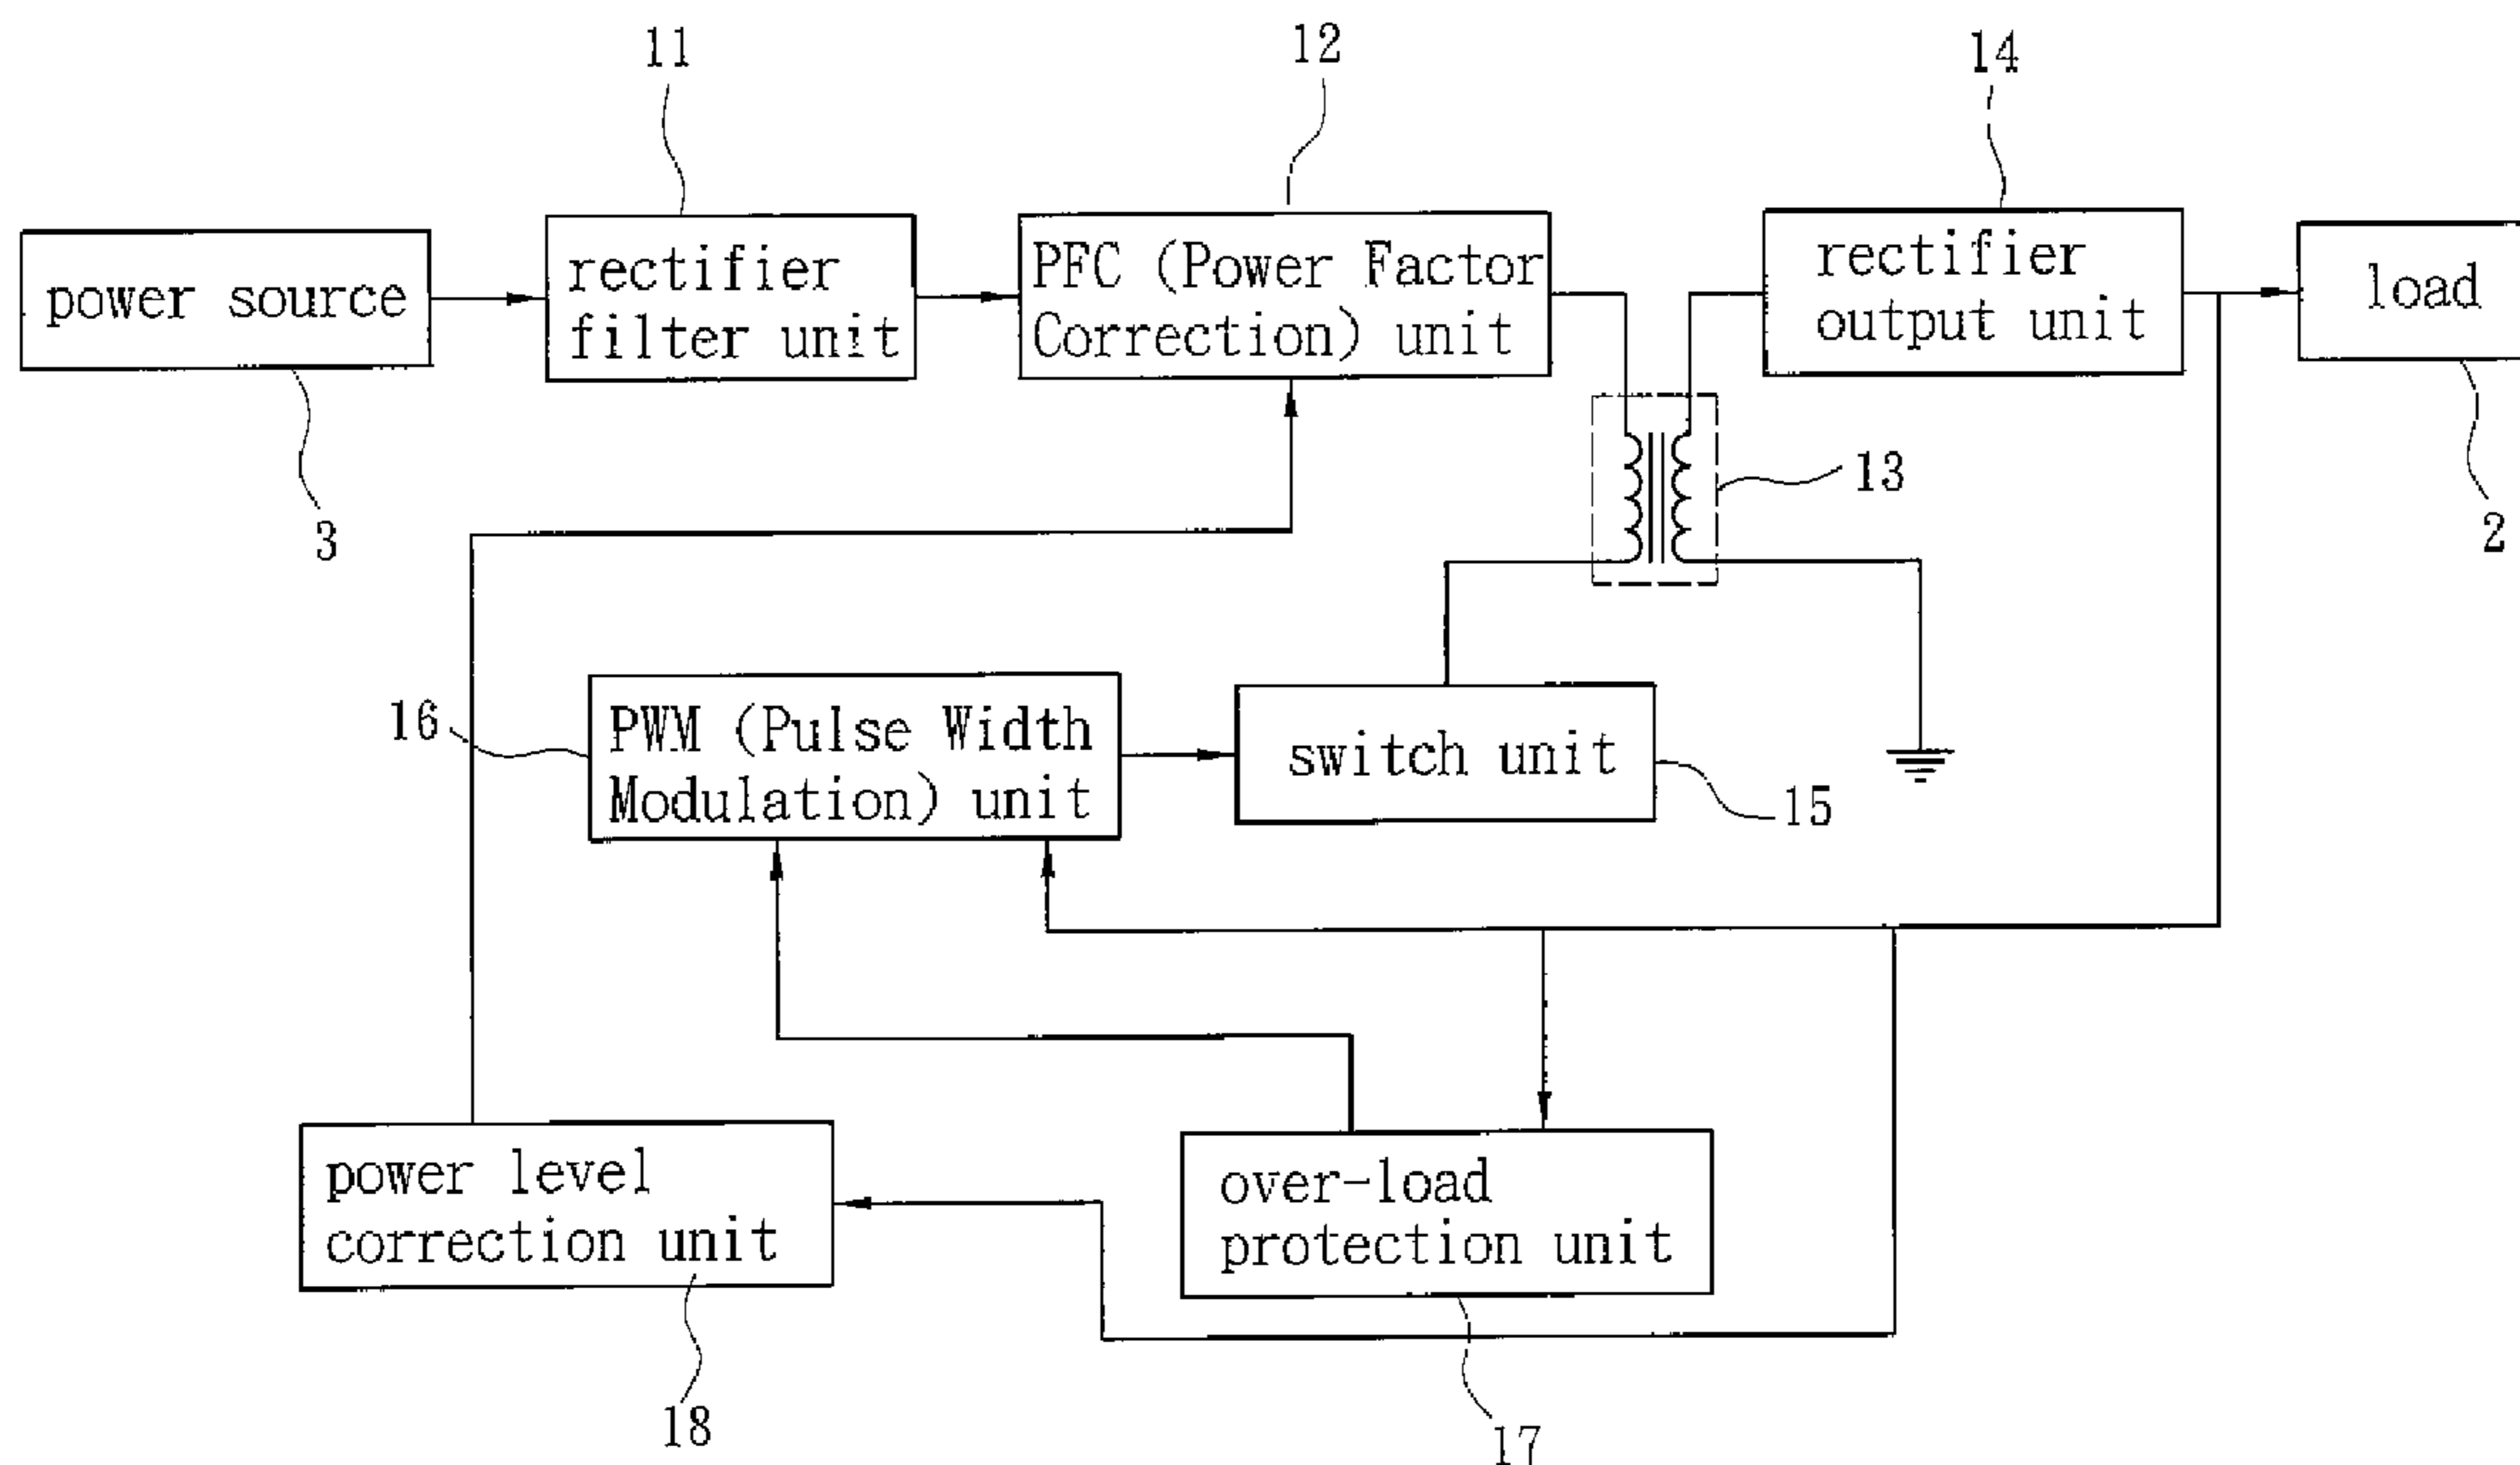 11
12
14
power source
rectifier
filter unit
PFC (Power Factor
Correction) unit
rectifier
output unit
load
13
3
2
16
PWM (Pulse Width
Modulation) unit
switch unit
15
power level
correction unit
over-load
protection unit
18
17